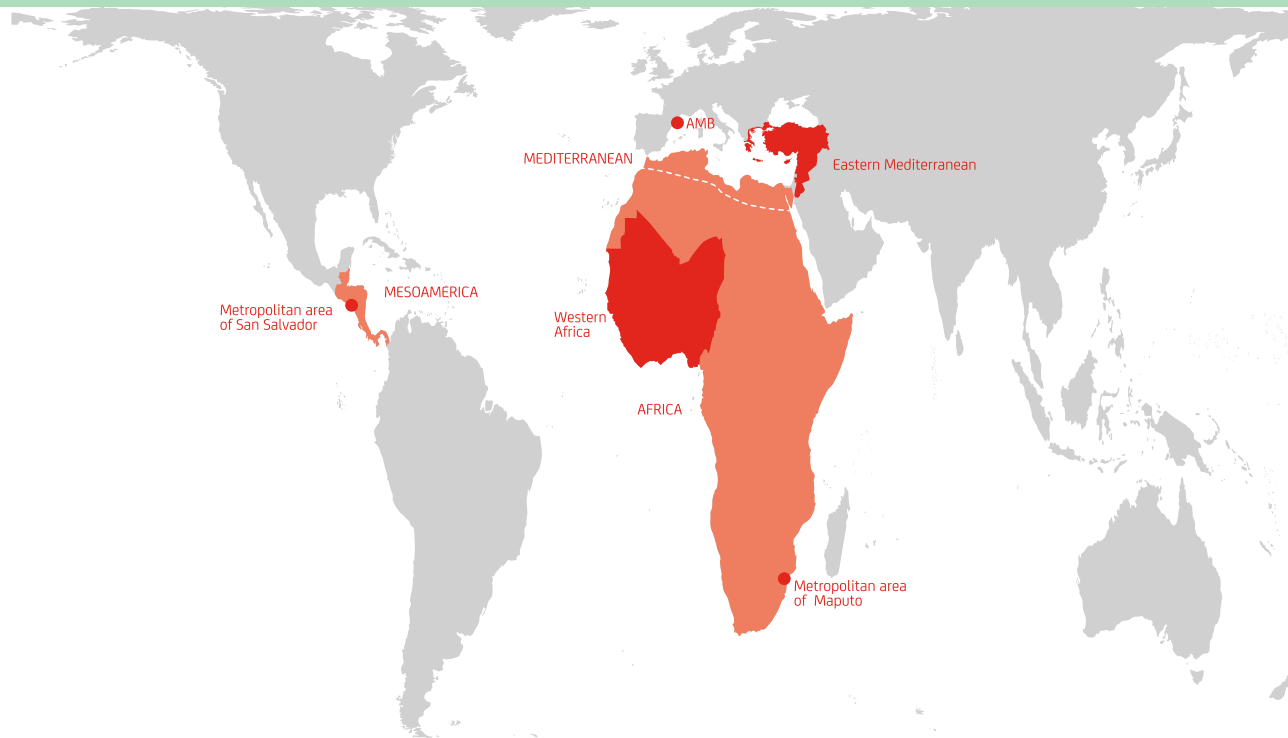 AMB
MEDITERRANEAN
Eastern Mediterranean
MESOAMERICA
Metropolitan area
of San Salvador
Western
Africa
AFRICA
Metropolitan area
of Maputo